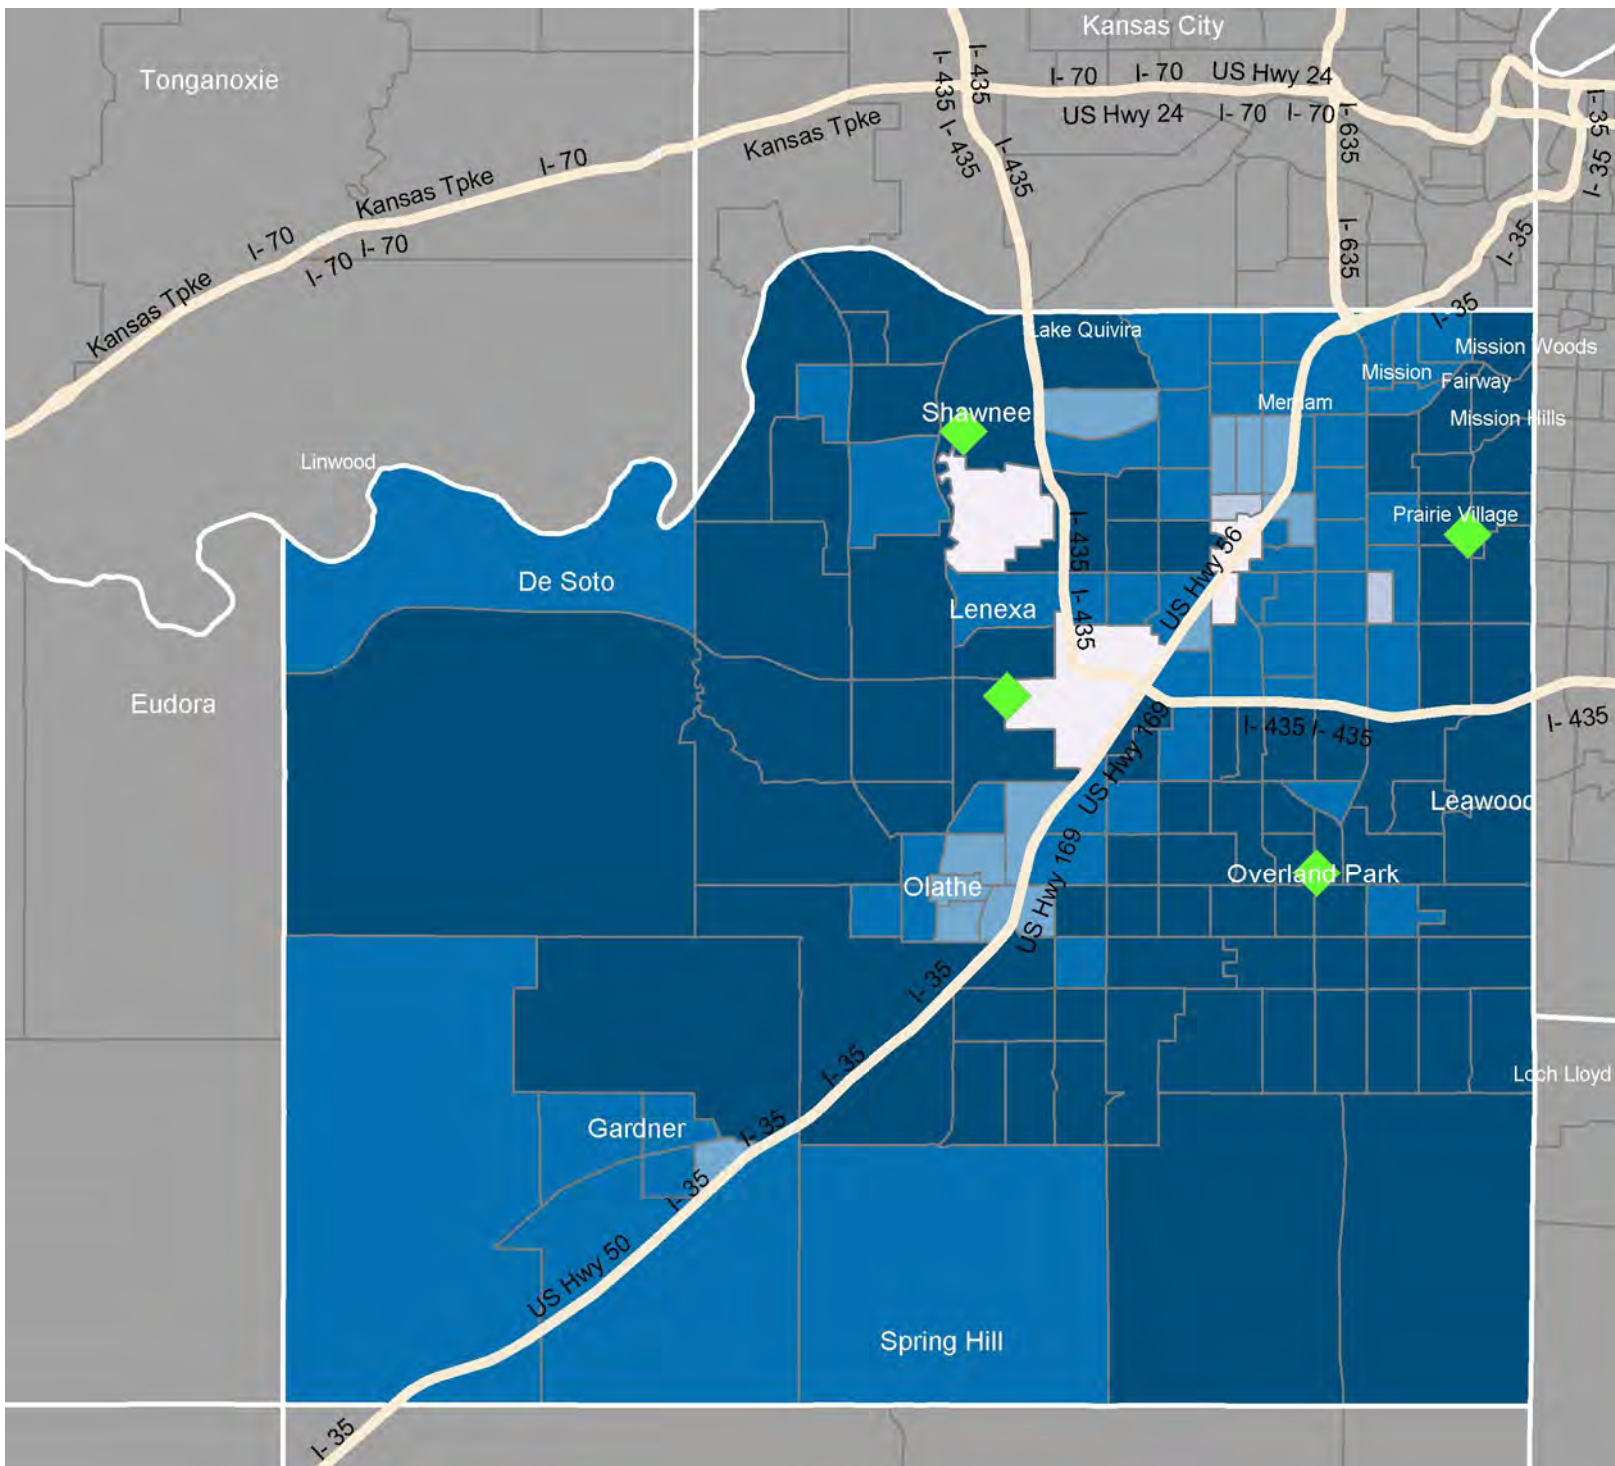 Kansas City
Tonganoxie
I- 435
I- 435
I- 70
I- 70
US Hwy 24
US Hwy 24
I- 70
I- 70
I- 35
Kansas Tpke
I- 435
I- 435
I- 635
I- 35
I- 70
Kansas Tpke
I- 70
I- 70
I- 70
I- 635
I- 35
Kansas Tpke
I- 35
Lake Quivira
Mission Woods
Mission
Fairway
Merriam
Shawnee
Mission Hills
Linwood
Prairie Village
I- 435
US Hwy 56
De Soto
Lenexa
I- 435
Eudora
I- 435
I- 435
I- 435
US Hwy 169
Leawood
US Hwy 169
Olathe
Overland Park
I- 35
I- 35
Loch Lloyd
Gardner
I- 35
I- 35
US Hwy 50
Spring Hill
I- 35